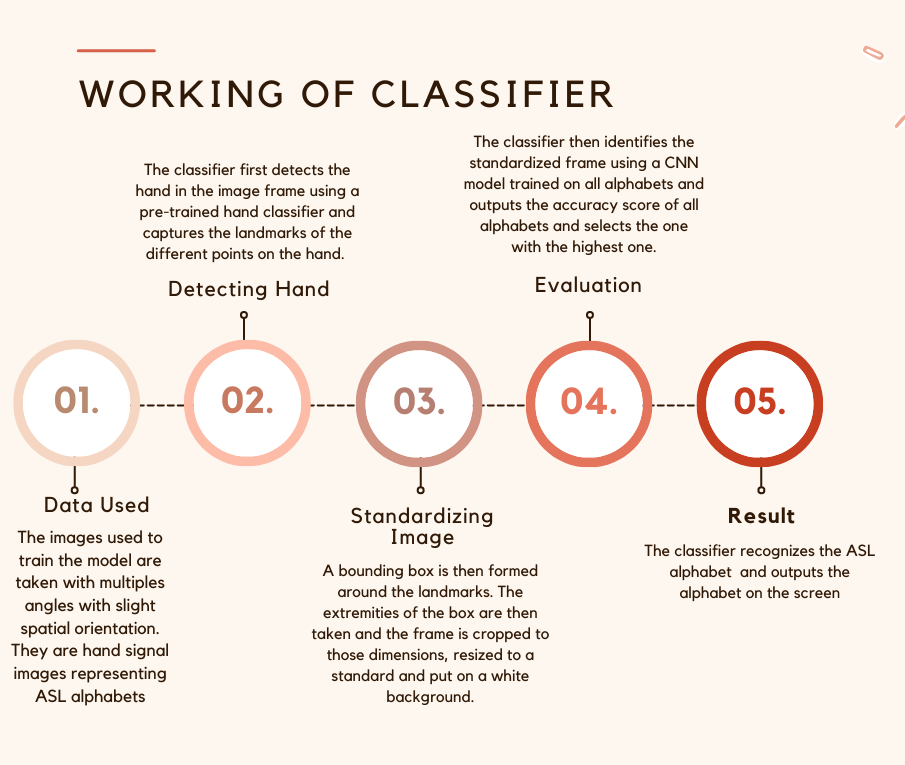 WORKING OF CLASSIFIER
The classifier first detects the
hand in the image frame using a
pre-trained hand classifier and
captures the landmarks of the
different points on the hand.
Detecting Hand
The classifier then identifies the
standardized frame using a CNN
model trained on all alphabets and
outputs the accuracy score of all
alphabets and selects the one
with the highest one.
Evaluation
01.
02.
03.
04.
05.
Data Used
The images used to
train the model are
taken with multiples
angles with slight
spatial orientation.
They are hand signal
images representing
ASL alphabets
Standardizing
Image
A bounding box is then formed
around the landmarks. The
extremities of the box are then
taken and the frame is cropped to
those dimensions, resized to a
standard and put on a white
background.
Result
The classifier recognizes the ASL
alphabet  and outputs the
alphabet on the screen